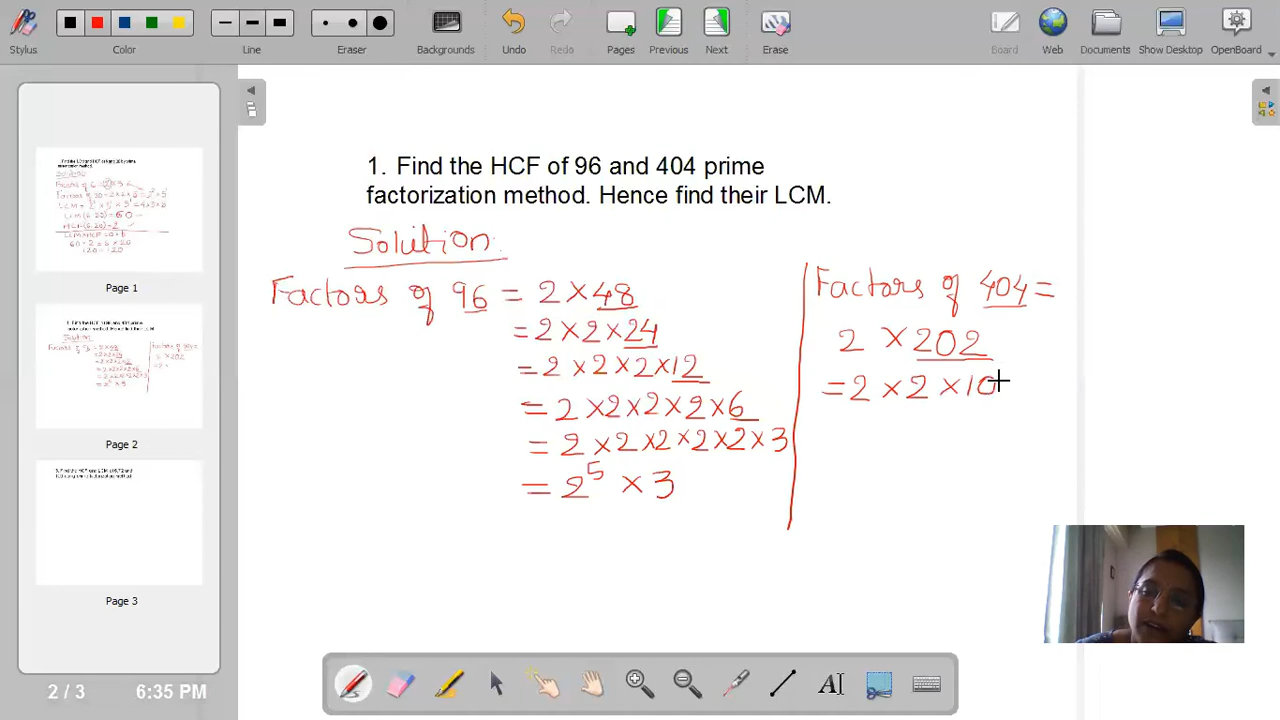 Stylus Color Line Eraser Backgrounds Undo Redo Pages Previous Next Erase Board Web Documents Show Desktop OpenBoard
1. Find the HCF of 96 and 404 prime
factorization method. Hence find their LCM.
Solution.
Factors of 96 = 2 × 48
= 2 × 2 × 24
= 2 × 2 × 2 × 12
= 2 × 2 × 2 × 2 × 6
= 2 × 2 × 2 × 2 × 2 × 3
= 2⁵ × 3
Factors of 404 =
2 × 202
= 2 × 2 × 10
Page 1
Page 2
Page 3
2 / 3 6:35 PM